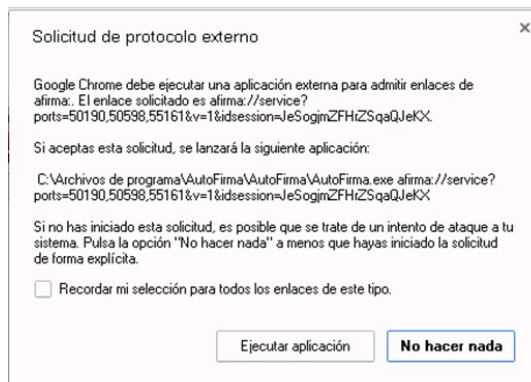 Solicitud de protocolo externo
Google Chrome debe ejecutar una aplicación externa para admitir enlaces de
afirma:. El enlace solicitado es afirma://service?
ports=50190,50598,55161&v=1&idsession=JeSogjmZFHrZSqaQJeKX.
Si aceptas esta solicitud, se lanzará la siguiente aplicación:
C:\Archivos de programa\AutoFirma\AutoFirma\AutoFirma.exe afirma://service?
ports=50190,50598,55161&v=1&idsession=JeSogjmZFHrZSqaQJeKX
Si no has iniciado esta solicitud, es posible que se trate de un intento de ataque a tu
sistema. Pulsa la opción "No hacer nada" a menos que hayas iniciado la solicitud
de forma explícita.
Recordar mi selección para todos los enlaces de este tipo.
Ejecutar aplicación
No hacer nada